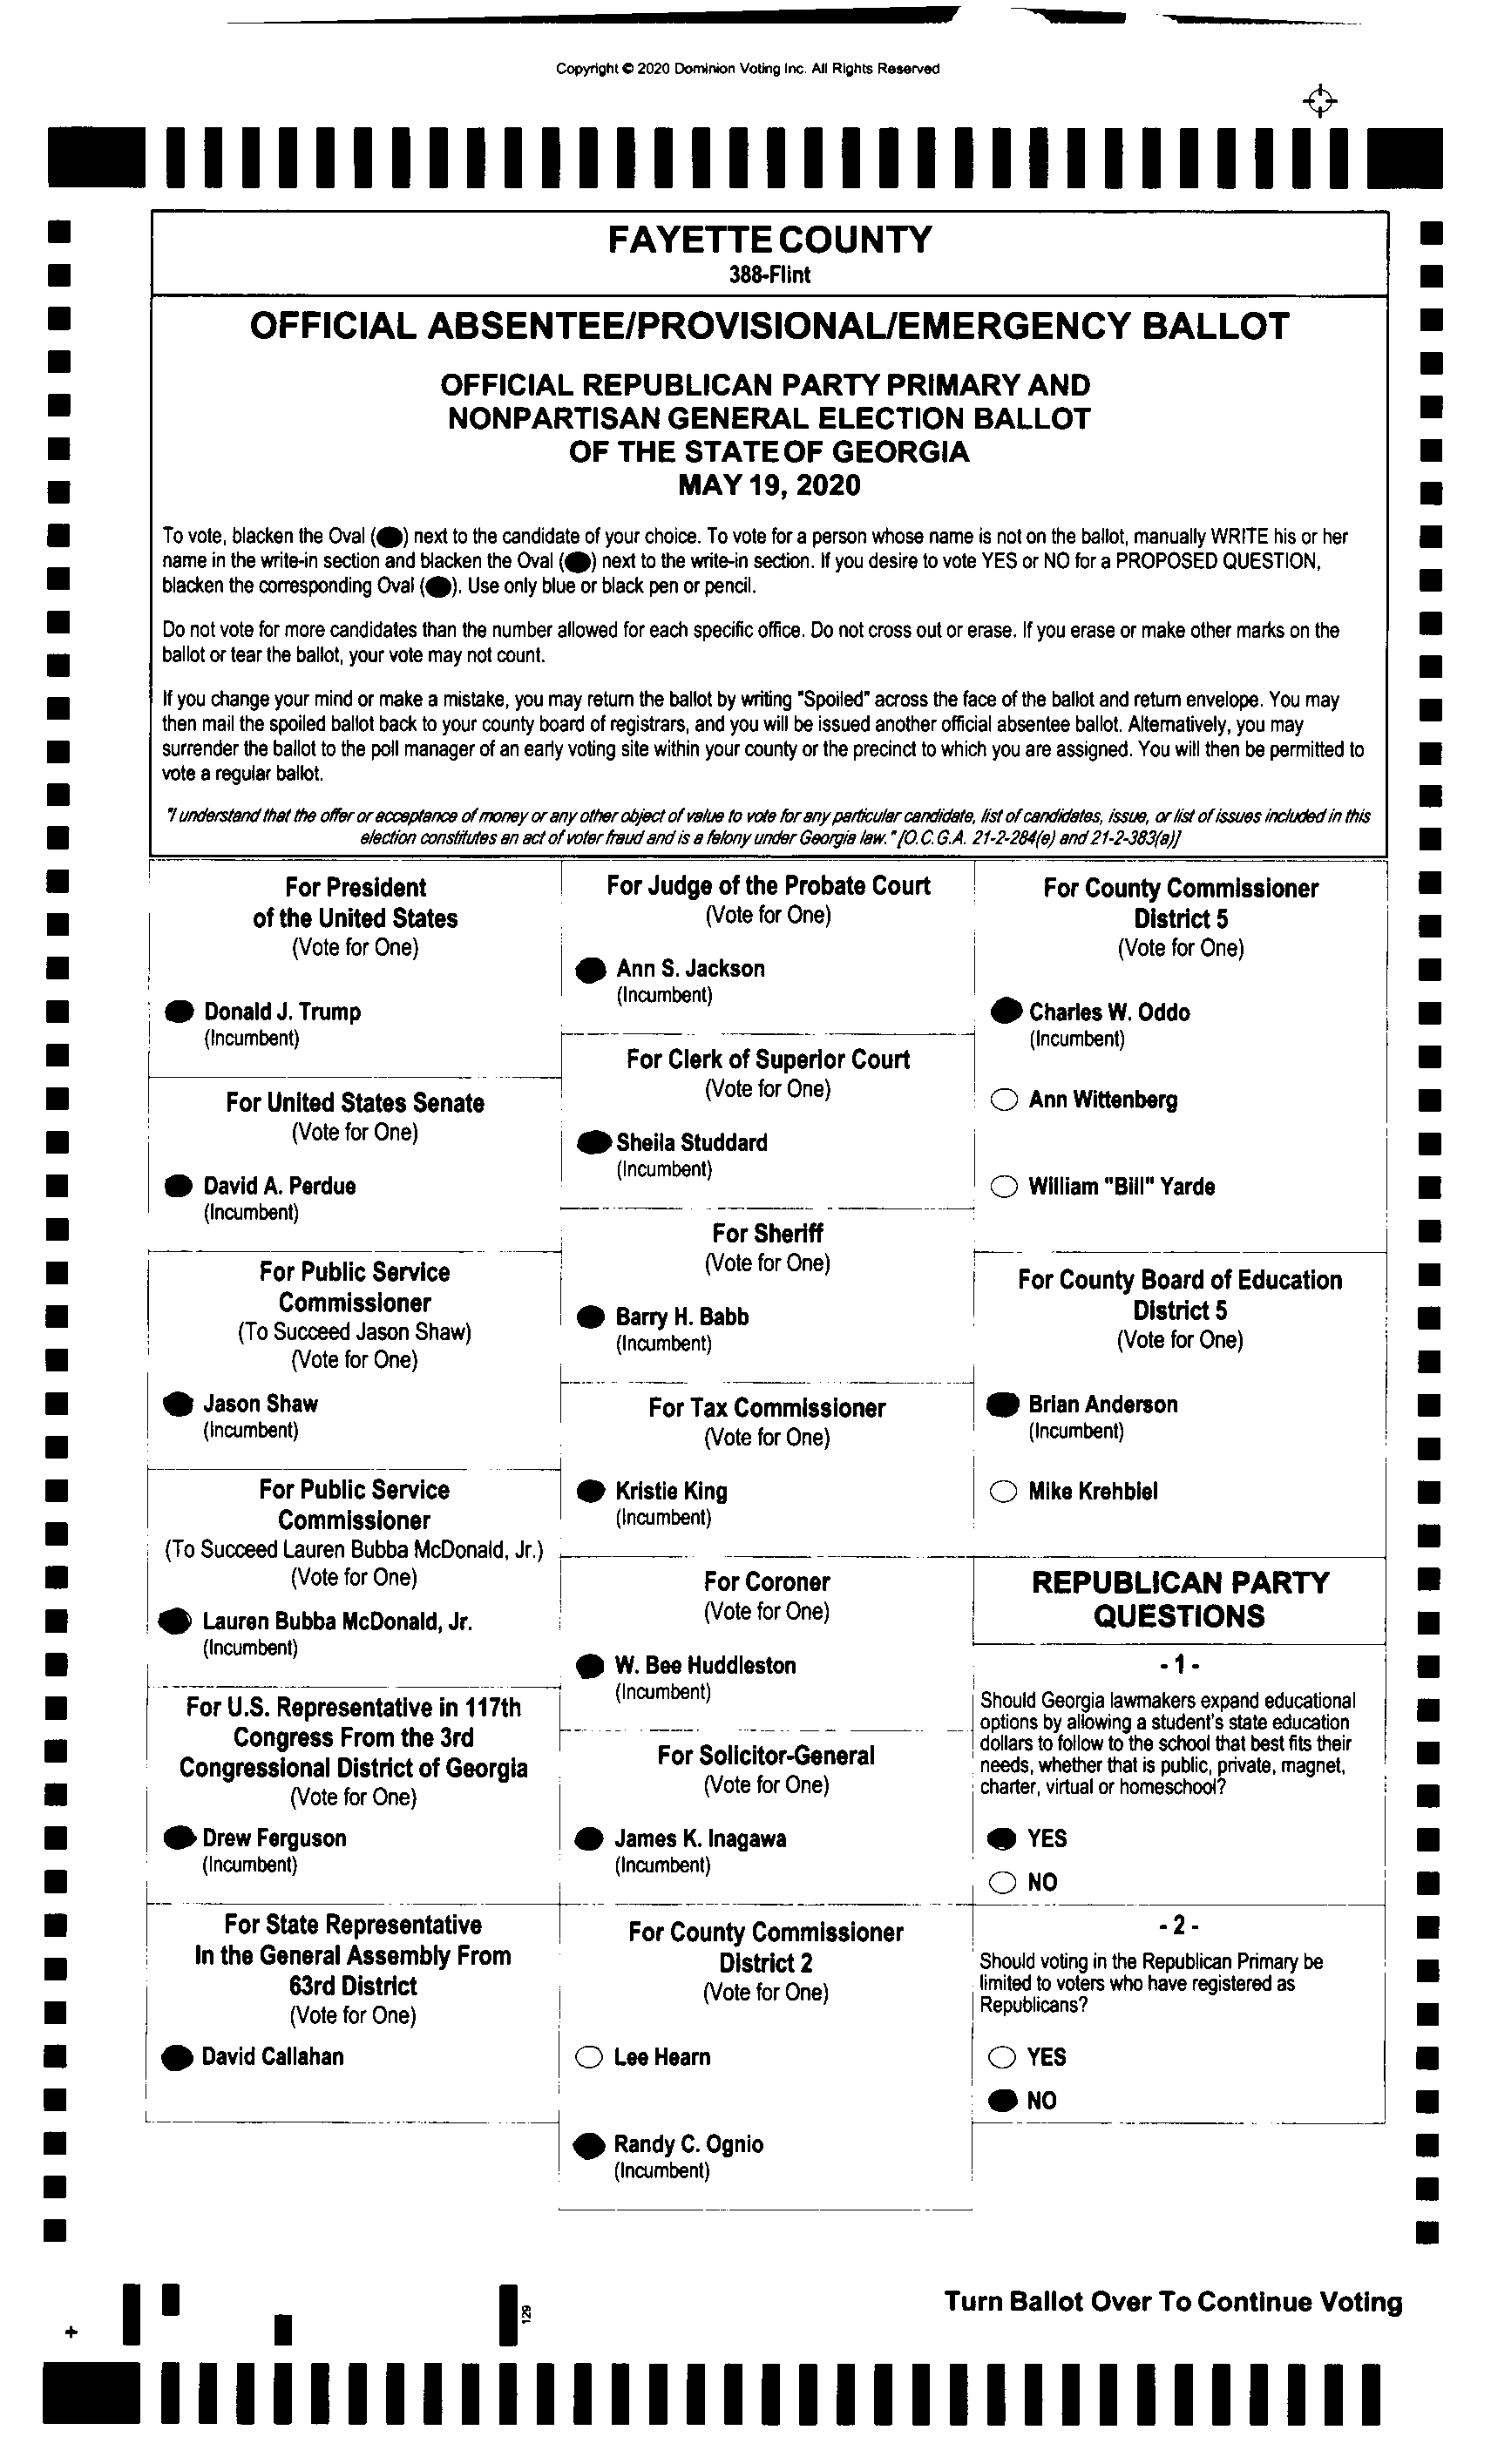 Copyright © 2020 Dominion Voting Inc. All Rights Reserved
FAYETTE COUNTY
388-Flint
OFFICIAL ABSENTEE/PROVISIONAL/EMERGENCY BALLOT
OFFICIAL REPUBLICAN PARTY PRIMARY AND
NONPARTISAN GENERAL ELECTION BALLOT
OF THE STATE OF GEORGIA
MAY 19, 2020
To vote, blacken the Oval ( ) next to the candidate of your choice. To vote for a person whose name is not on the ballot, manually WRITE his or her
name in the write-in section and blacken the Oval ( ) next to the write-in section. If you desire to vote YES or NO for a PROPOSED QUESTION,
blacken the corresponding Oval ( ). Use only blue or black pen or pencil.
Do not vote for more candidates than the number allowed for each specific office. Do not cross out or erase. If you erase or make other marks on the
ballot or tear the ballot, your vote may not count.
If you change your mind or make a mistake, you may return the ballot by writing "Spoiled" across the face of the ballot and return envelope. You may
then mail the spoiled ballot back to your county board of registrars, and you will be issued another official absentee ballot. Alternatively, you may
surrender the ballot to the poll manager of an early voting site within your county or the precinct to which you are assigned. You will then be permitted to
vote a regular ballot.
"I understand that the offer or acceptance of money or any other object of value to vote for any particular candidate, list of candidates, issue, or list of issues included in this
election constitutes an act of voter fraud and is a felony under Georgia law." [O.C.G.A. 21-2-284(e) and 21-2-383(a)]
For President
of the United States
(Vote for One)
Donald J. Trump
(Incumbent)
For United States Senate
(Vote for One)
David A. Perdue
(Incumbent)
For Public Service
Commissioner
(To Succeed Jason Shaw)
(Vote for One)
Jason Shaw
(Incumbent)
For Public Service
Commissioner
(To Succeed Lauren Bubba McDonald, Jr.)
(Vote for One)
Lauren Bubba McDonald, Jr.
(Incumbent)
For U.S. Representative in 117th
Congress From the 3rd
Congressional District of Georgia
(Vote for One)
Drew Ferguson
(Incumbent)
For State Representative
In the General Assembly From
63rd District
(Vote for One)
David Callahan
For Judge of the Probate Court
(Vote for One)
Ann S. Jackson
(Incumbent)
For Clerk of Superior Court
(Vote for One)
Sheila Studdard
(Incumbent)
For Sheriff
(Vote for One)
Barry H. Babb
(Incumbent)
For Tax Commissioner
(Vote for One)
Kristie King
(Incumbent)
For Coroner
(Vote for One)
W. Bee Huddleston
(Incumbent)
For Solicitor-General
(Vote for One)
James K. Inagawa
(Incumbent)
For County Commissioner
District 2
(Vote for One)
Lee Hearn
Randy C. Ognio
(Incumbent)
For County Commissioner
District 5
(Vote for One)
Charles W. Oddo
(Incumbent)
Ann Wittenberg
William "Bill" Yarde
For County Board of Education
District 5
(Vote for One)
Brian Anderson
(Incumbent)
Mike Krehbiel
REPUBLICAN PARTY
QUESTIONS
- 1 -
Should Georgia lawmakers expand educational
options by allowing a student's state education
dollars to follow to the school that best fits their
needs, whether that is public, private, magnet,
charter, virtual or homeschool?
YES
NO
- 2 -
Should voting in the Republican Primary be
limited to voters who have registered as
Republicans?
YES
NO
129
Turn Ballot Over To Continue Voting